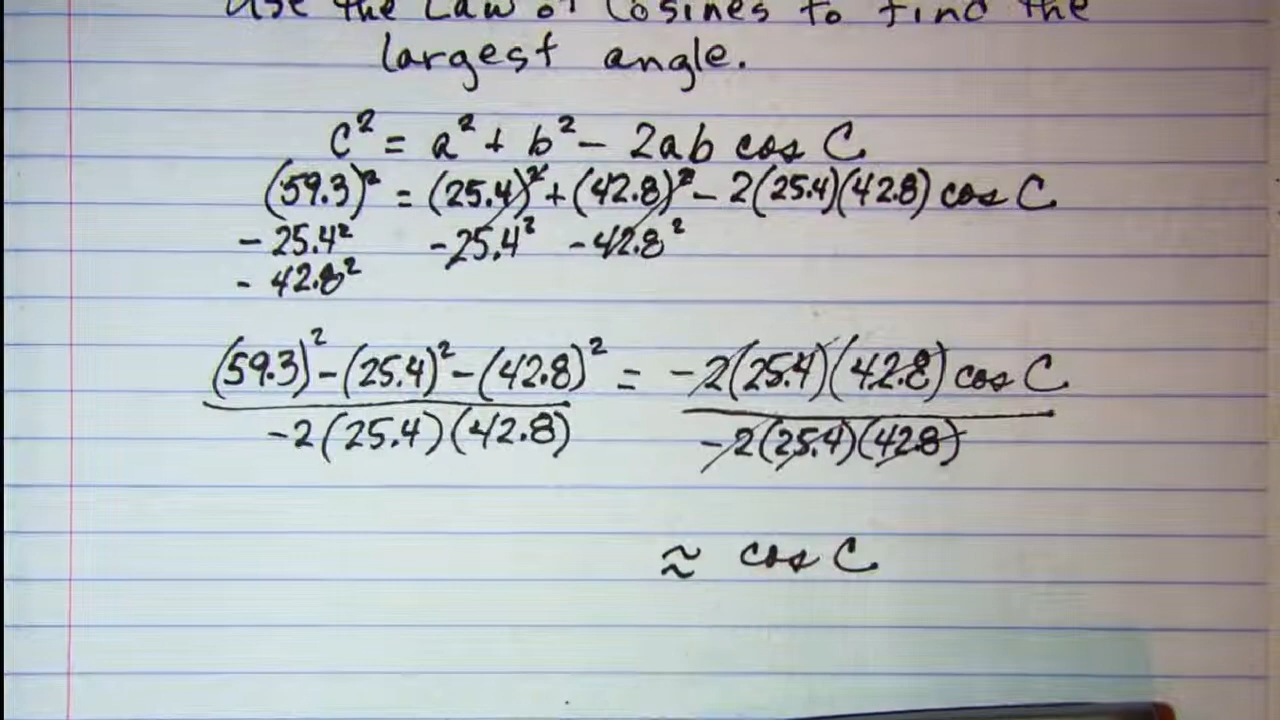 Use the Law of Cosines to find the
largest angle.
c² = a² + b² - 2ab cos C
(59.3)² = (25.4)² + (42.8)² - 2(25.4)(42.8) cos C
- 25.4² -25.4² -42.8²
- 42.8²
(59.3)² - (25.4)² - (42.8)² = -2(25.4)(42.8) cos C
-2(25.4)(42.8) -2(25.4)(42.8)
≈ cos C